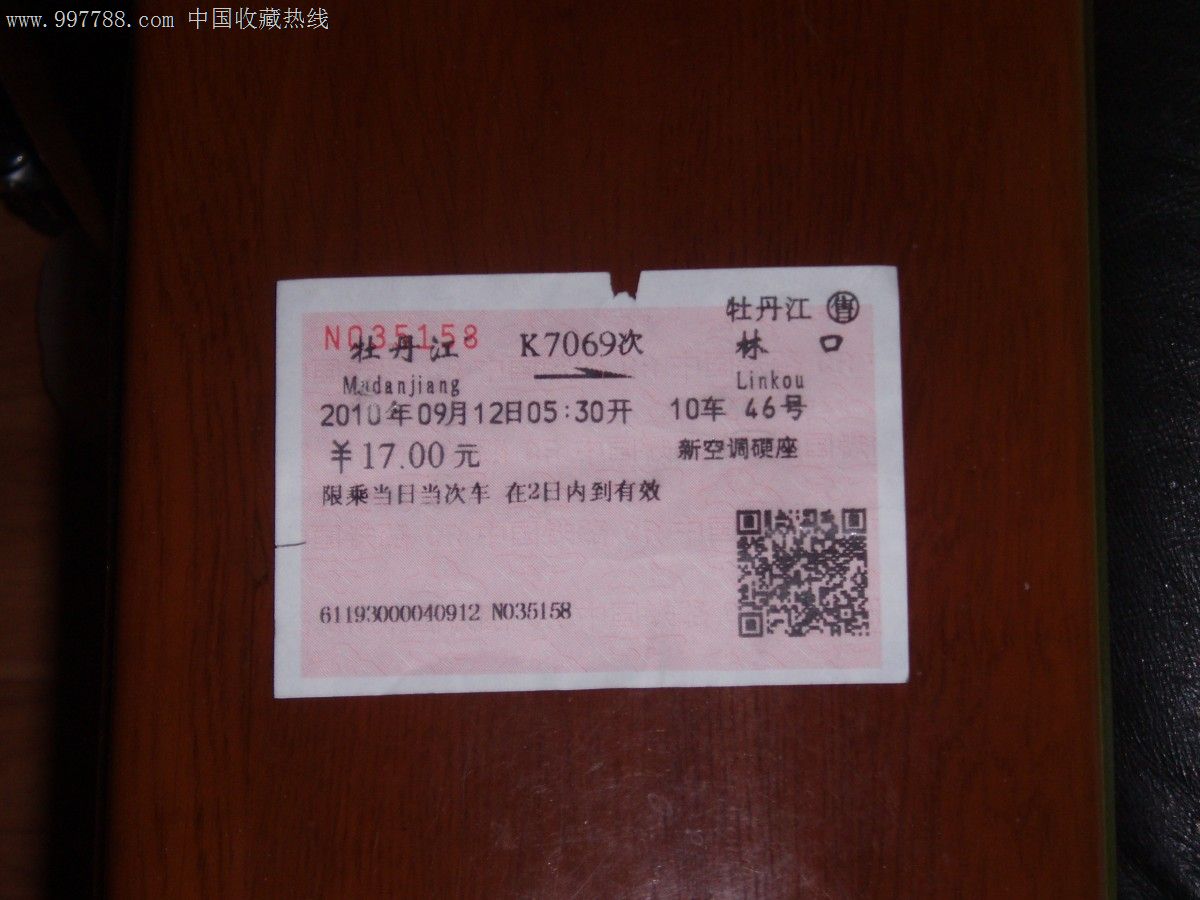 www.997788.com 中国收藏热线
牡丹江 售
N035158
牡丹江 K7069次 林口
Mudanjiang Linkou
2010年09月12日05:30开 10车 46号
¥17.00元 新空调硬座
限乘当日当次车 在2日内到有效
61193000040912 N035158